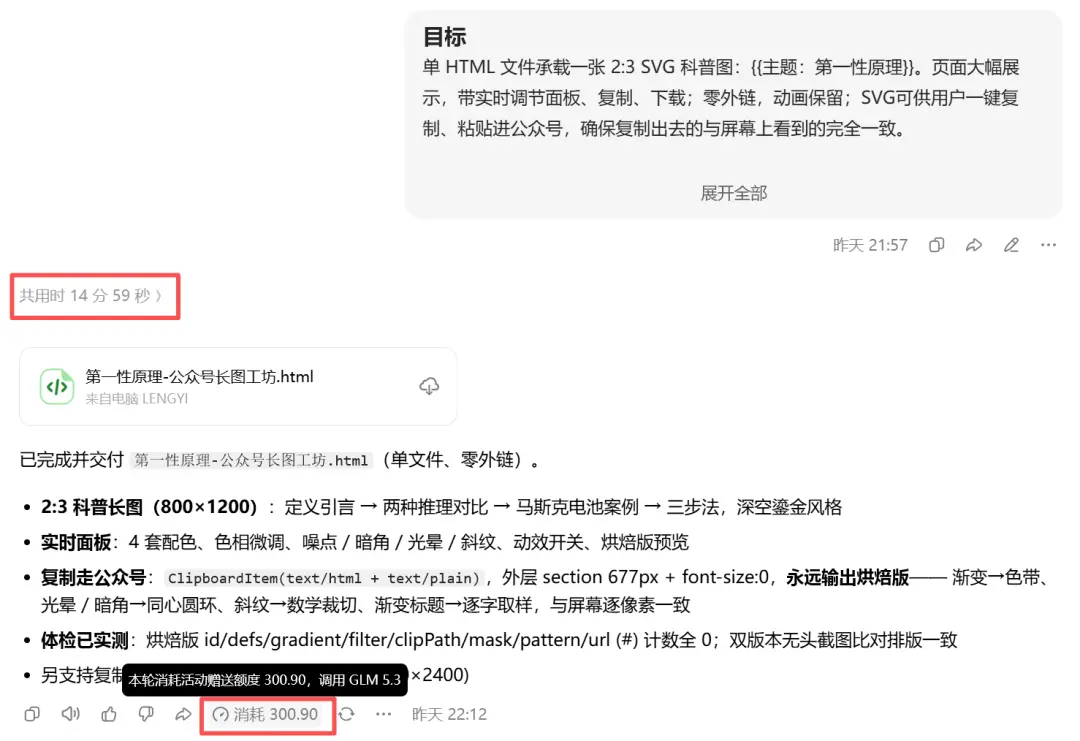 目标
单 HTML 文件承载一张 2:3 SVG 科普图：{{主题：第一性原理}}。页面大幅展
示，带实时调节面板、复制、下载；零外链，动画保留；SVG可供用户一键复
制、粘贴进公众号，确保复制出去的与屏幕上看到的完全一致。
展开全部
昨天 21:57
共用时 14 分 59 秒 〉
第一性原理-公众号长图工坊.html
来自电脑 LENGYI
已完成并交付 第一性原理-公众号长图工坊.html（单文件、零外链）。
• 2:3 科普长图（800×1200）：定义引言 → 两种推理对比 → 马斯克电池案例 → 三步法，深空鎏金风格
• 实时面板：4 套配色、色相微调、噪点 / 暗角 / 光晕 / 斜纹、动效开关、烘焙版预览
• 复制走公众号：ClipboardItem(text/html + text/plain)，外层 section 677px + font-size:0，永远输出烘焙版—— 渐变→色带、
光晕 / 暗角→同心圆环、斜纹→数学裁切、渐变标题→逐字取样，与屏幕逐像素一致
• 体检已实测：烘焙版 id/defs/gradient/filter/clipPath/mask/pattern/url (#) 计数全 0；双版本无头截图比对排版一致
• 另支持复制 ×2400)
本轮消耗活动赠送额度 300.90，调用 GLM 5.3
消耗 300.90
昨天 22:12